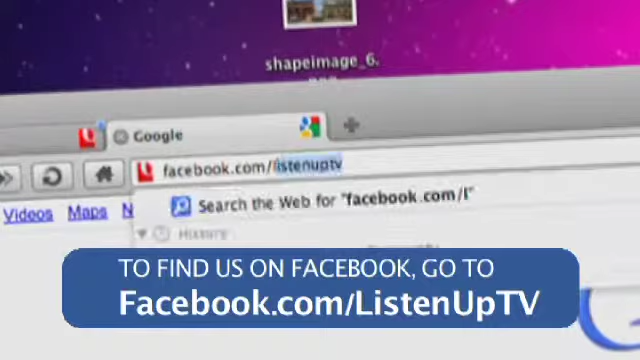 shapeimage_6.
Google
facebook.com/listenuptv
Videos Maps N
Search the Web for "facebook.com/l"
TO FIND US ON FACEBOOK, GO TO
Facebook.com/ListenUpTV